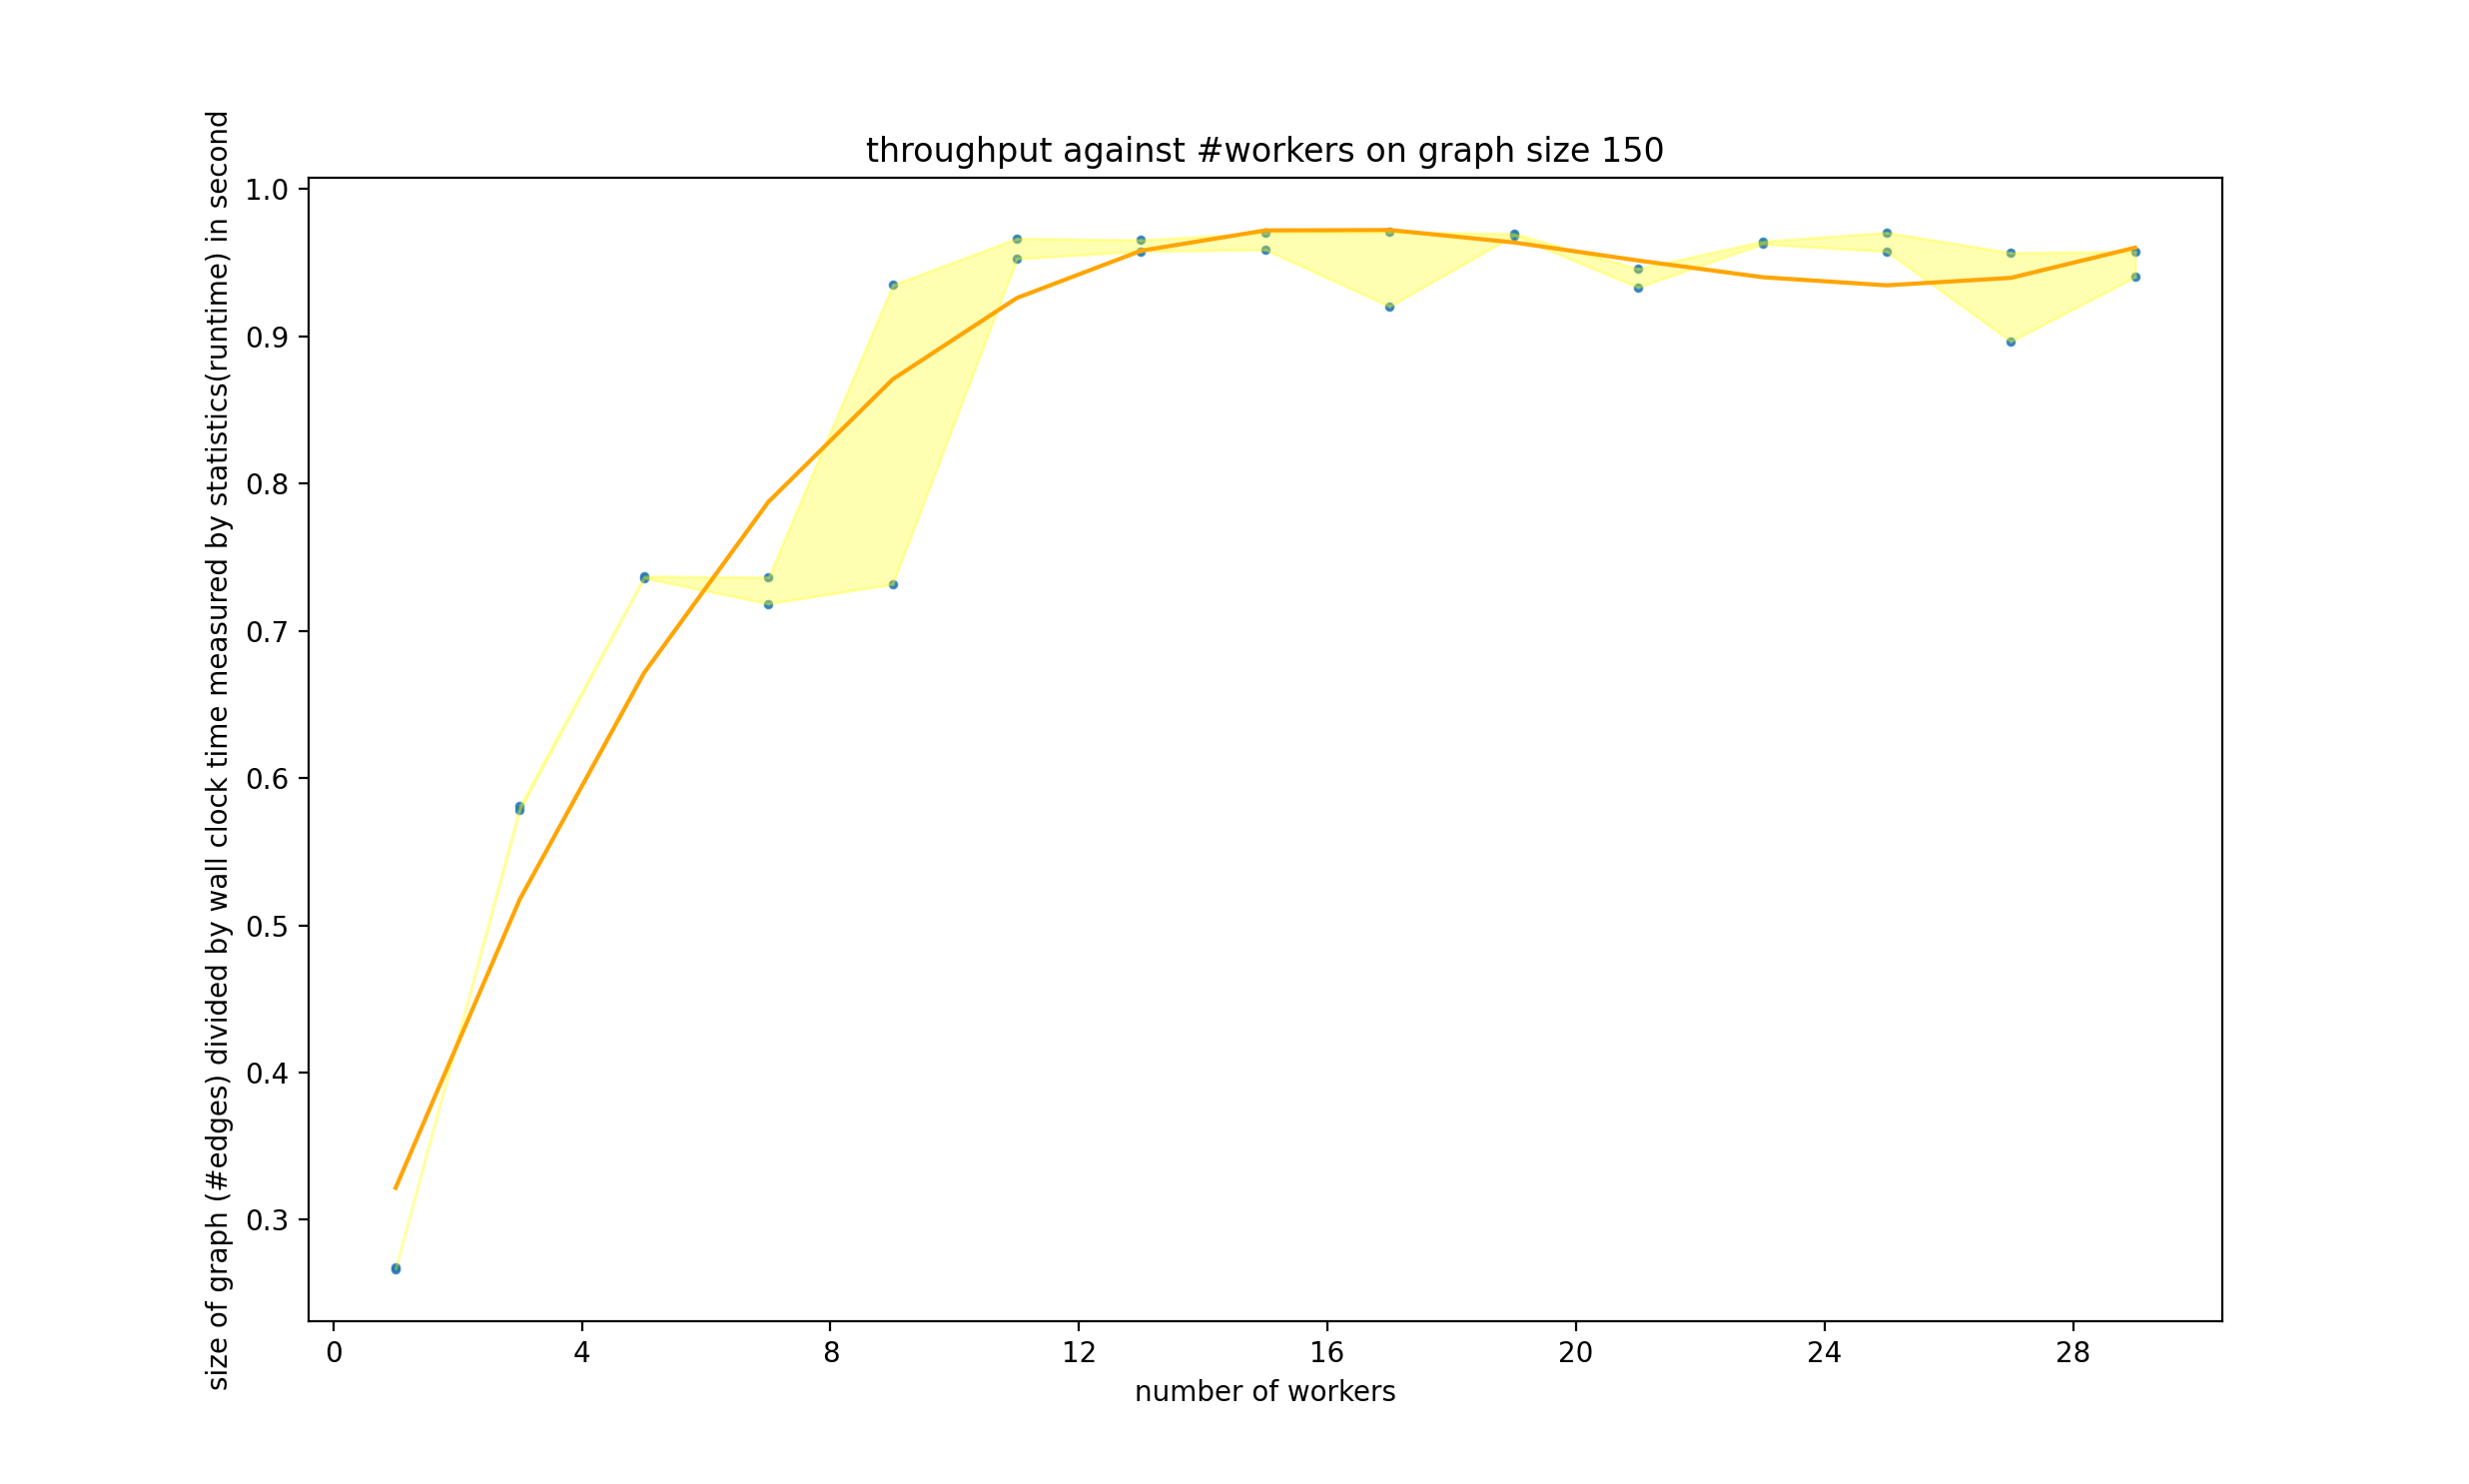 throughput against #workers on graph size 150
size of graph (#edges) divided by wall clock time measured by statistics(runtime) in second
1.0
0.9
0.8
0.7
0.6
0.5
0.4
0.3
0 4 8 12 16 20 24 28
number of workers